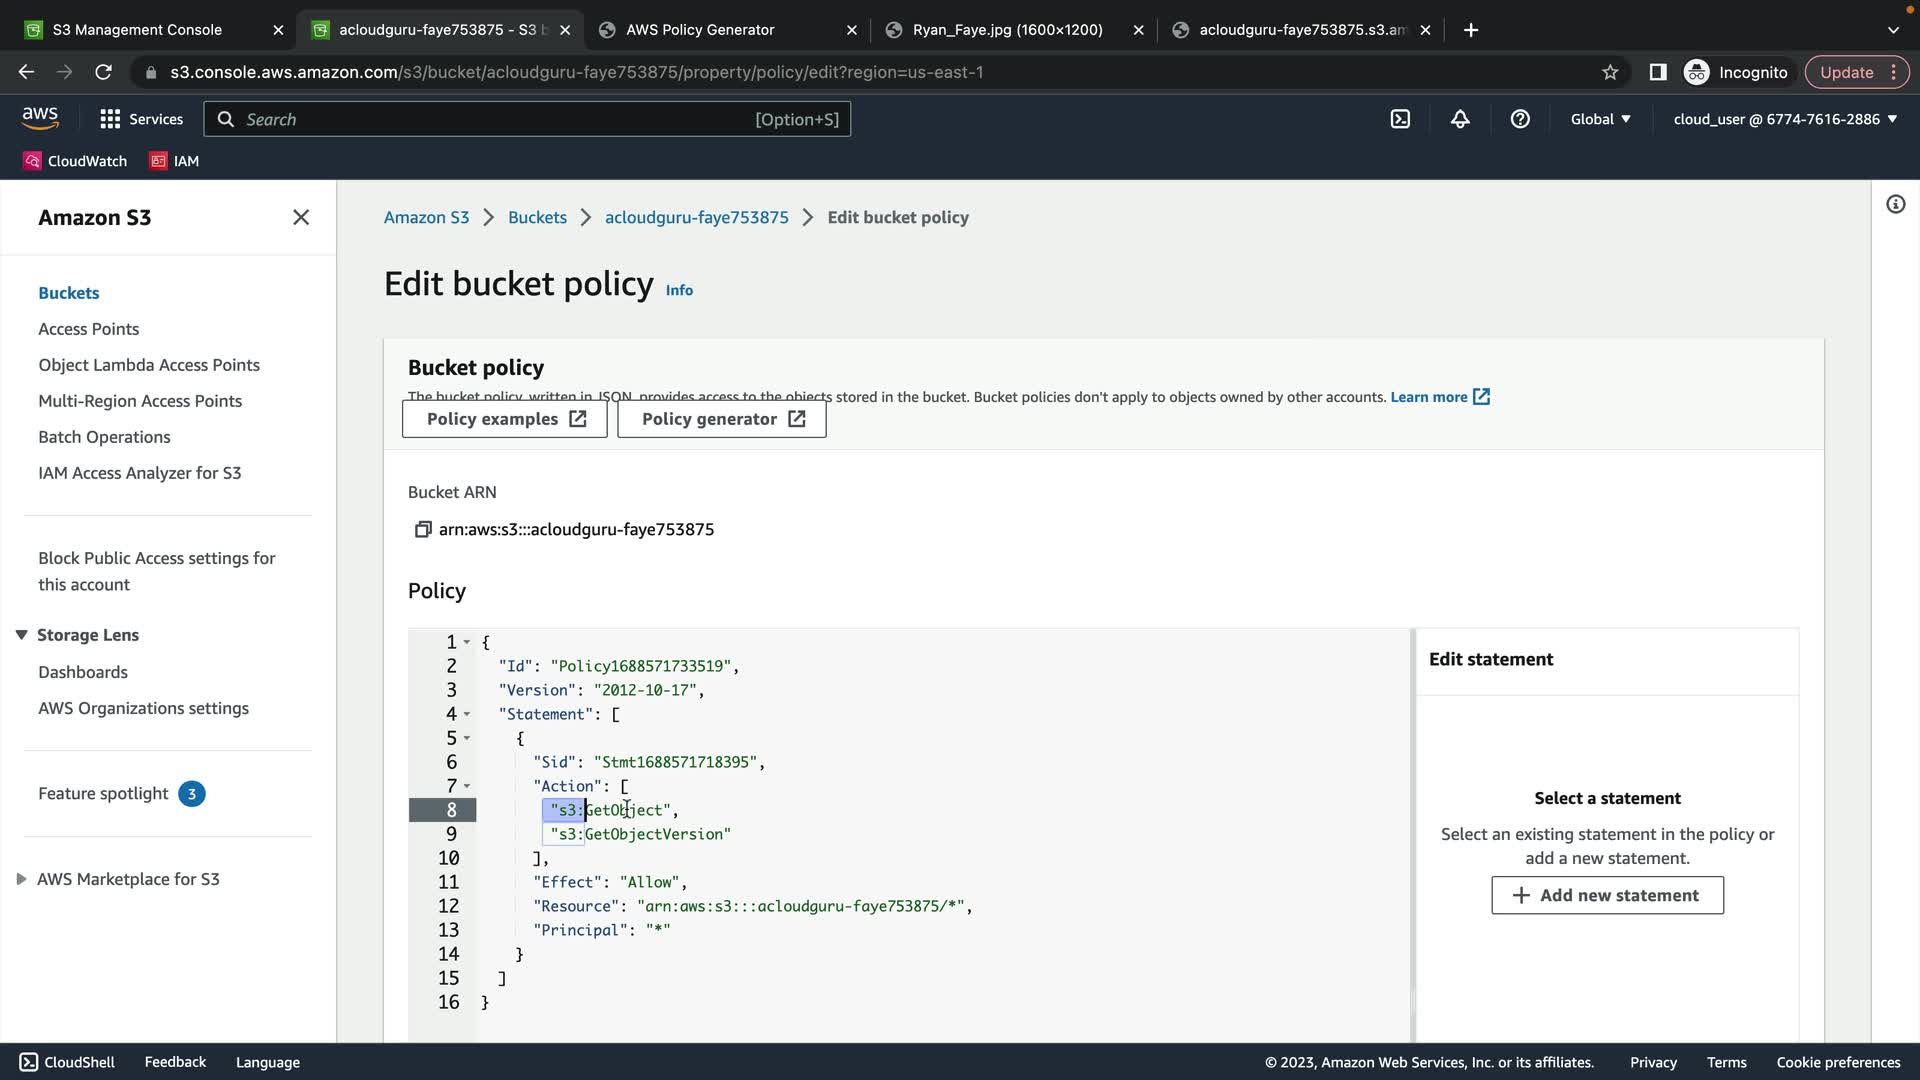 S3 Management Console
acloudguru-faye753875 - S3 b
AWS Policy Generator
Ryan_Faye.jpg (1600×1200)
acloudguru-faye753875.s3.am
s3.console.aws.amazon.com/s3/bucket/acloudguru-faye753875/property/policy/edit?region=us-east-1
Incognito
Update
aws
Services
Search
[Option+S]
Global
cloud_user @ 6774-7616-2886
CloudWatch
IAM
Amazon S3
Buckets
Access Points
Object Lambda Access Points
Multi-Region Access Points
Batch Operations
IAM Access Analyzer for S3
Block Public Access settings for
this account
Storage Lens
Dashboards
AWS Organizations settings
Feature spotlight 3
AWS Marketplace for S3
Amazon S3
Buckets
acloudguru-faye753875
Edit bucket policy
Edit bucket policy Info
Bucket policy
The bucket policy, written in JSON, provides access to the objects stored in the bucket. Bucket policies don't apply to objects owned by other accounts. Learn more
Policy examples
Policy generator
Bucket ARN
arn:aws:s3:::acloudguru-faye753875
Policy
1 {
2 "Id": "Policy1688571733519",
3 "Version": "2012-10-17",
4 "Statement": [
5 {
6 "Sid": "Stmt1688571718395",
7 "Action": [
8 "s3:GetObject",
9 "s3:GetObjectVersion"
10 ],
11 "Effect": "Allow",
12 "Resource": "arn:aws:s3:::acloudguru-faye753875/*",
13 "Principal": "*"
14 }
15 ]
16 }
Edit statement
Select a statement
Select an existing statement in the policy or
add a new statement.
Add new statement
CloudShell
Feedback
Language
© 2023, Amazon Web Services, Inc. or its affiliates.
Privacy
Terms
Cookie preferences